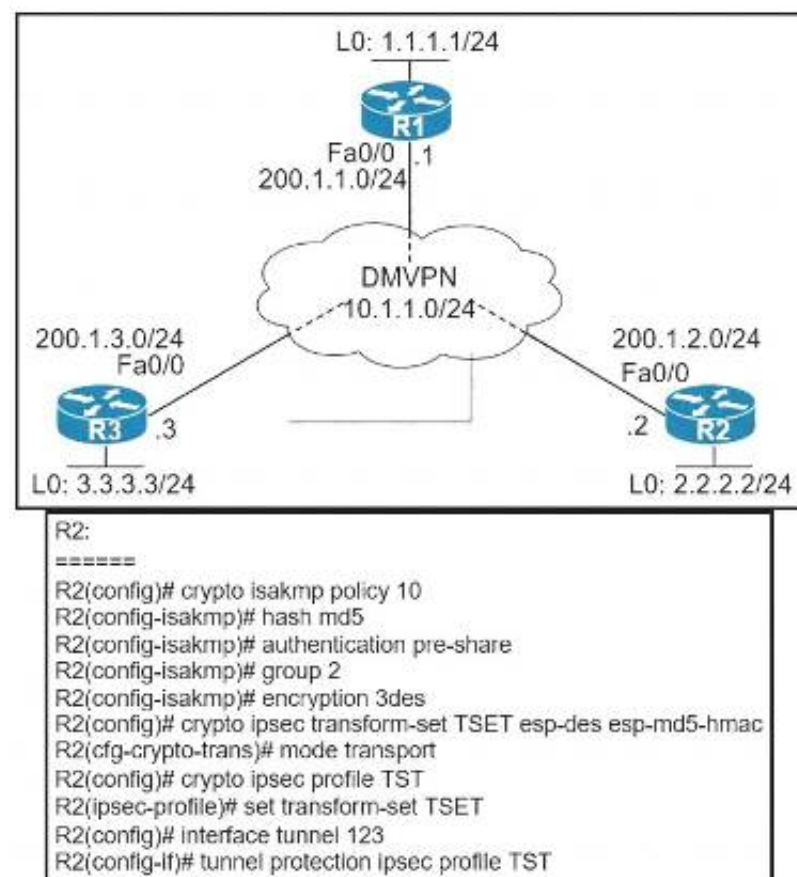 L0: 1.1.1.1/24
R1
Fa0/0 .1
200.1.1.0/24
DMVPN
10.1.1.0/24
200.1.3.0/24
Fa0/0
R3 .3
L0: 3.3.3.3/24
200.1.2.0/24
Fa0/0
.2 R2
L0: 2.2.2.2/24
R2:
======
R2(config)# crypto isakmp policy 10
R2(config-isakmp)# hash md5
R2(config-isakmp)# authentication pre-share
R2(config-isakmp)# group 2
R2(config-isakmp)# encryption 3des
R2(config)# crypto ipsec transform-set TSET esp-des esp-md5-hmac
R2(cfg-crypto-trans)# mode transport
R2(config)# crypto ipsec profile TST
R2(ipsec-profile)# set transform-set TSET
R2(config)# interface tunnel 123
R2(config-if)# tunnel protection ipsec profile TST